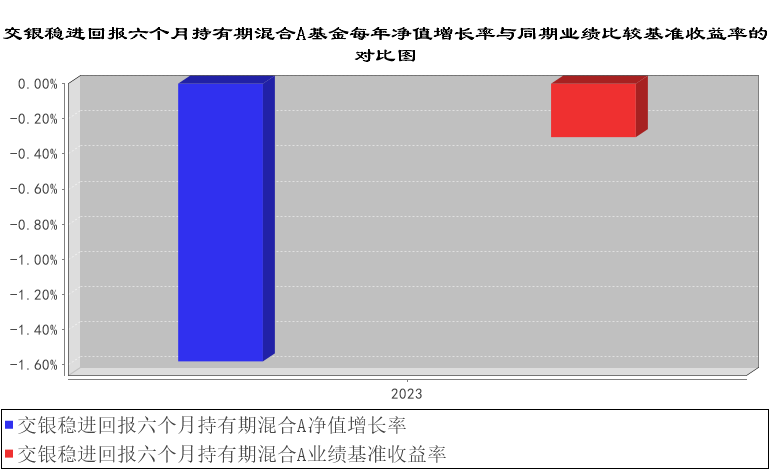 交银稳进回报六个月持有期混合A基金每年净值增长率与同期业绩比较基准收益率的
对比图
0.00%
-0.20%
-0.40%
-0.60%
-0.80%
-1.00%
-1.20%
-1.40%
-1.60%
2023
交银稳进回报六个月持有期混合A净值增长率
交银稳进回报六个月持有期混合A业绩基准收益率